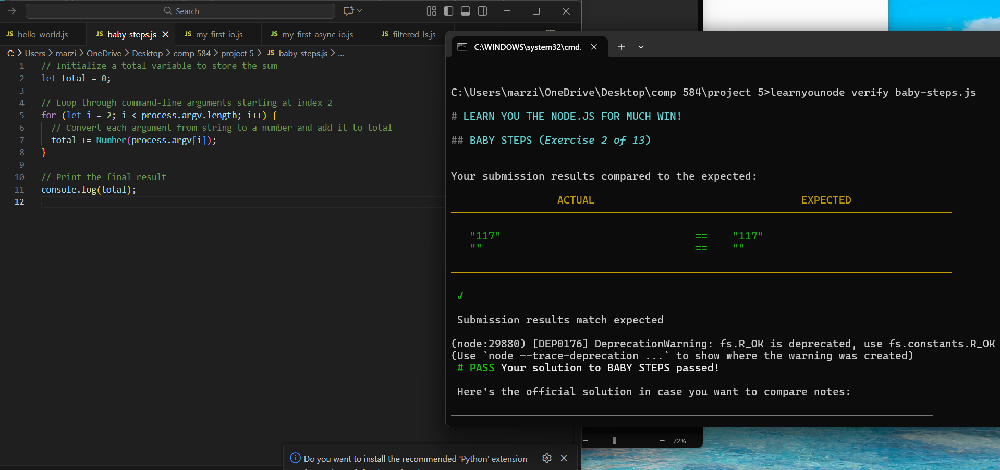 Search
JS hello-world.js
JS baby-steps.js
JS my-first-io.js
JS my-first-async-io.js
JS filtered-ls.js
C: > Users > marzi > OneDrive > Desktop > comp 584 > project 5 > JS baby-steps.js > ...
1 // Initialize a total variable to store the sum
2 let total = 0;
3
4 // Loop through command-line arguments starting at index 2
5 for (let i = 2; i < process.argv.length; i++) {
6 // Convert each argument from string to a number and add it to total
7 total += Number(process.argv[i]);
8 }
9
10 // Print the final result
11 console.log(total);
12
C:\WINDOWS\system32\cmd.
C:\Users\marzi\OneDrive\Desktop\comp 584\project 5>learnyounode verify baby-steps.js
# LEARN YOU THE NODE.JS FOR MUCH WIN!
## BABY STEPS (Exercise 2 of 13)
Your submission results compared to the expected:
ACTUAL EXPECTED
"117" == "117"
"" == ""
✓
Submission results match expected
(node:29880) [DEP0176] DeprecationWarning: fs.R_OK is deprecated, use fs.constants.R_OK
(Use `node --trace-deprecation ...` to show where the warning was created)
# PASS Your solution to BABY STEPS passed!
Here's the official solution in case you want to compare notes:
72%
Do you want to install the recommended 'Python' extension